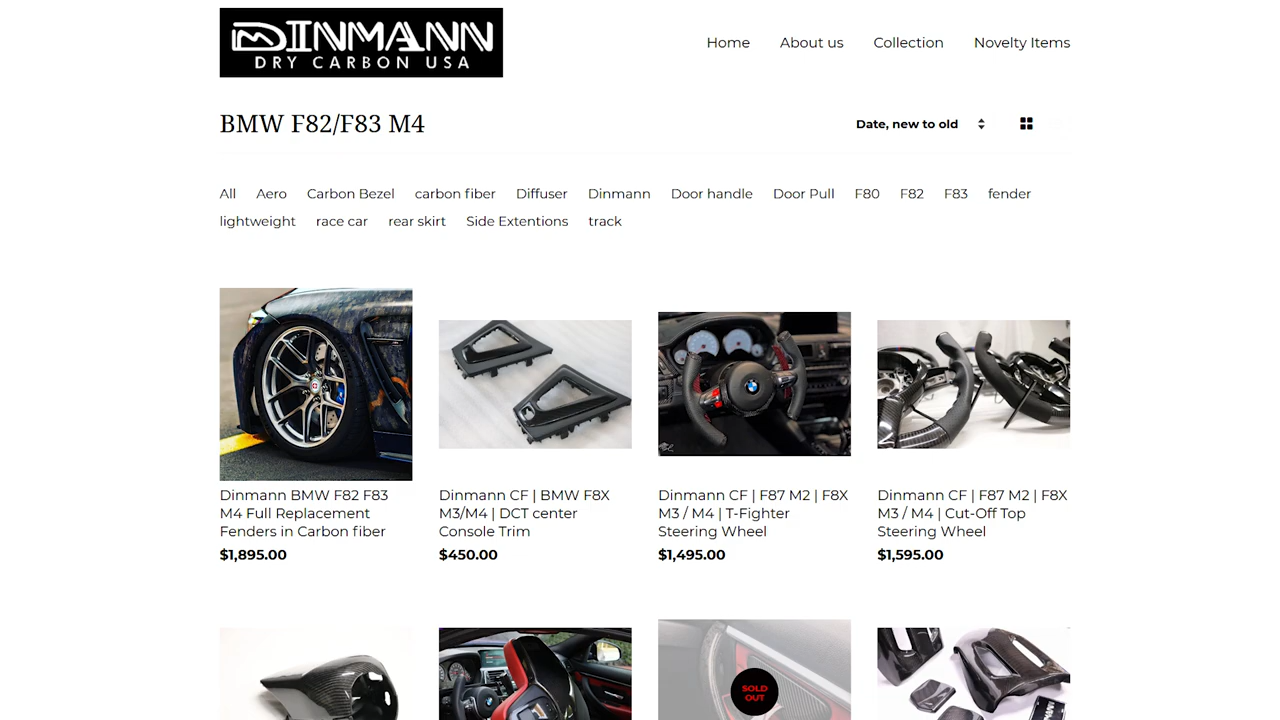 DINMANN
DRY CARBON USA
Home About us Collection Novelty Items
BMW F82/F83 M4
Date, new to old
All Aero Carbon Bezel carbon fiber Diffuser Dinmann Door handle Door Pull F80 F82 F83 fender
lightweight race car rear skirt Side Extentions track
Dinmann BMW F82 F83
M4 Full Replacement
Fenders in Carbon fiber
$1,895.00
Dinmann CF | BMW F8X
M3/M4 | DCT center
Console Trim
$450.00
Dinmann CF | F87 M2 | F8X
M3 / M4 | T-Fighter
Steering Wheel
$1,495.00
Dinmann CF | F87 M2 | F8X
M3 / M4 | Cut-Off Top
Steering Wheel
$1,595.00
SOLD
OUT